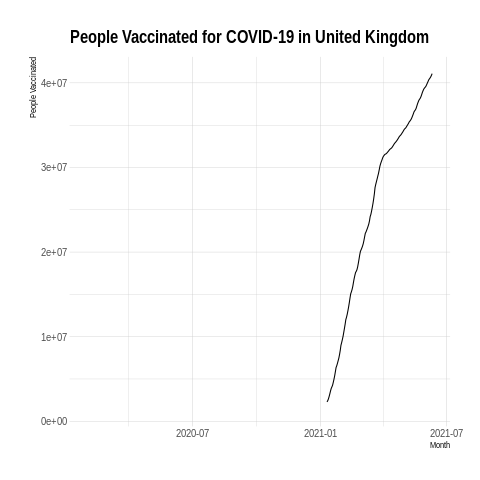 People Vaccinated for COVID-19 in United Kingdom
People Vaccinated
4e+07
3e+07
2e+07
1e+07
0e+00
2020-07
2021-01
2021-07
Month